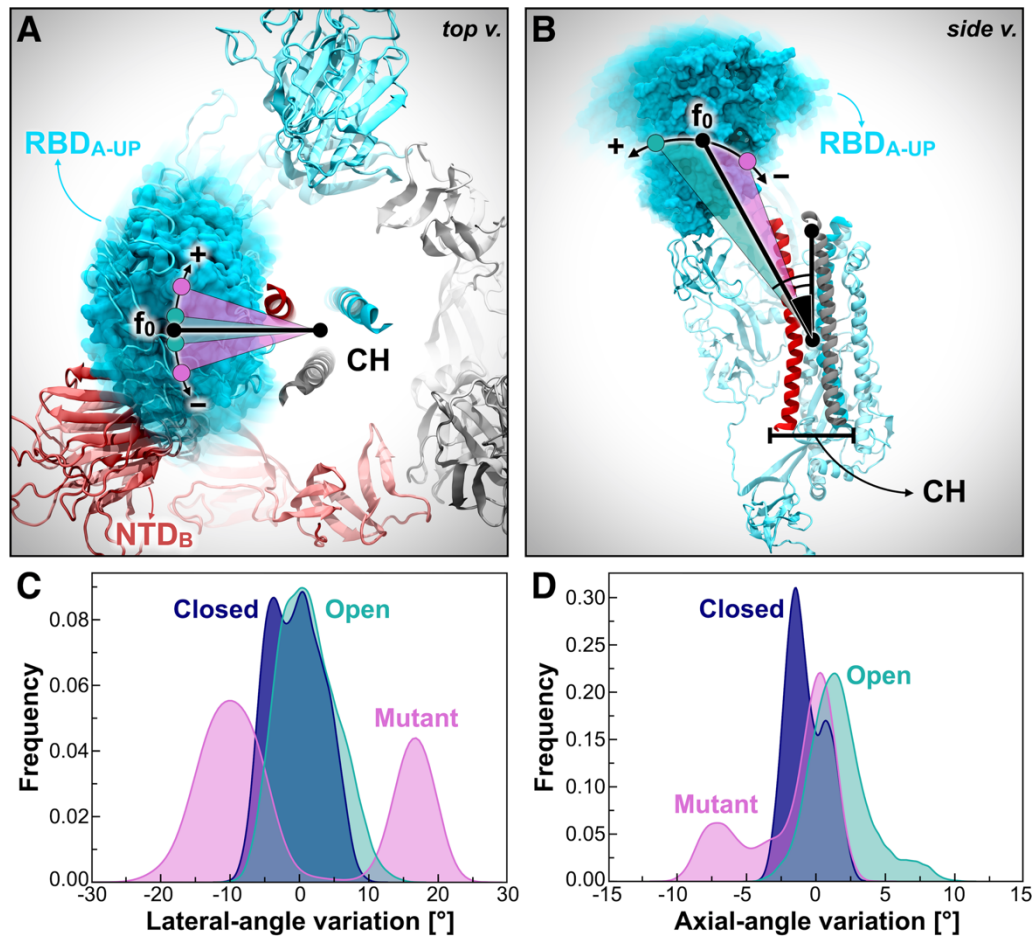 A
top v.
RBDA-UP
+
f0
CH
−
NTDB
B
side v.
f0
+
−
RBDA-UP
CH
C
Closed
Open
Mutant
Frequency
0.08
0.06
0.04
0.02
0.00
-30 -20 -10 0 10 20 30
Lateral-angle variation [°]
D
Closed
Open
Mutant
Frequency
0.30
0.25
0.20
0.15
0.10
0.05
0.00
-15 -10 -5 0 5 10 15
Axial-angle variation [°]